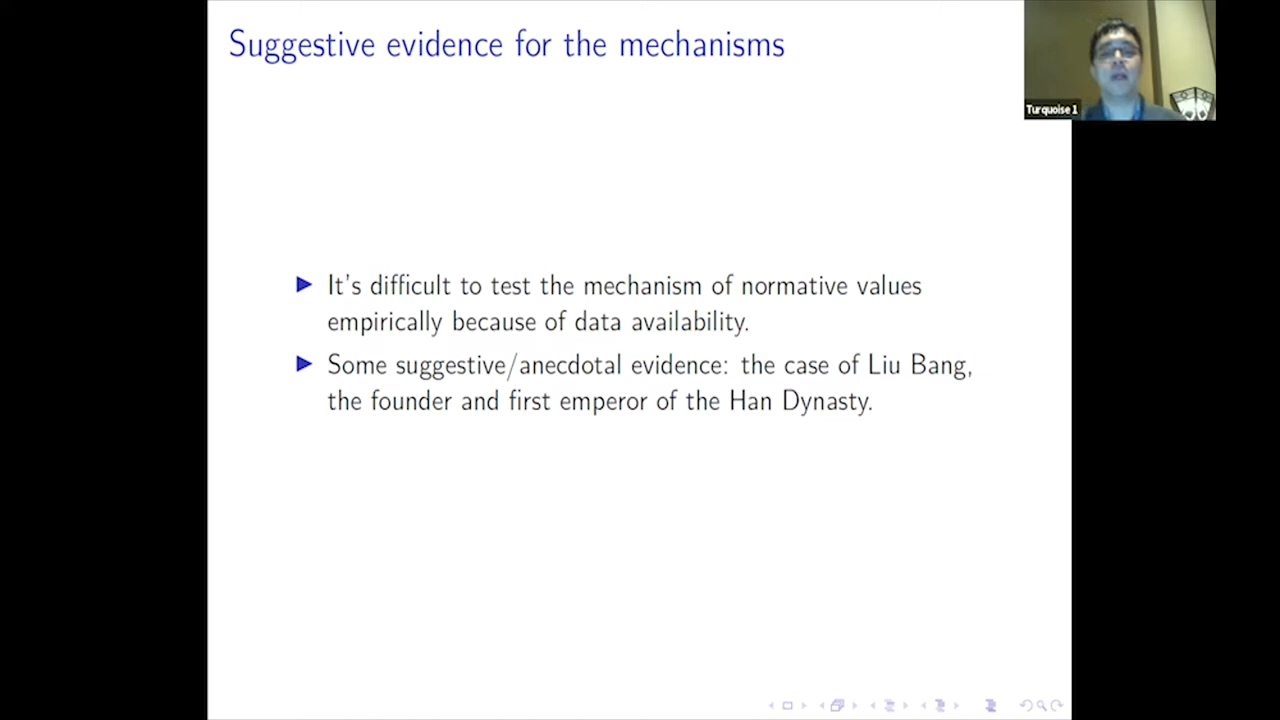 Suggestive evidence for the mechanisms
Turquoise 1
It's difficult to test the mechanism of normative values
empirically because of data availability.
Some suggestive/anecdotal evidence: the case of Liu Bang,
the founder and first emperor of the Han Dynasty.